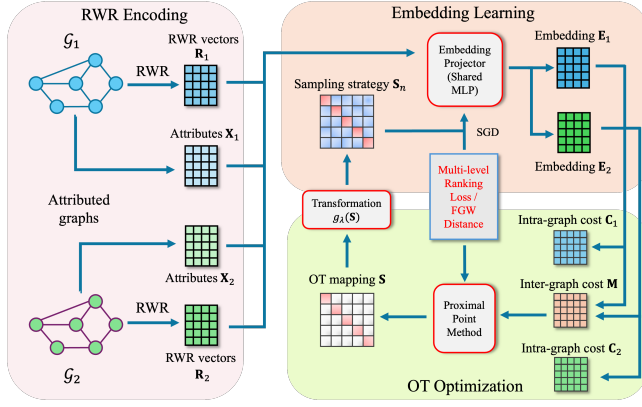 RWR Encoding
𝒢1
RWR
RWR vectors
R1
Attributes X1
Attributed
graphs
Attributes X2
RWR
RWR vectors
R2
𝒢2
Embedding Learning
Sampling strategy Sn
Embedding
Projector
(Shared
MLP)
SGD
Embedding E1
Embedding E2
Transformation
gλ(S)
Multi-level
Ranking
Loss /
FGW
Distance
OT mapping S
Proximal
Point
Method
Intra-graph cost C1
Inter-graph cost M
Intra-graph cost C2
OT Optimization